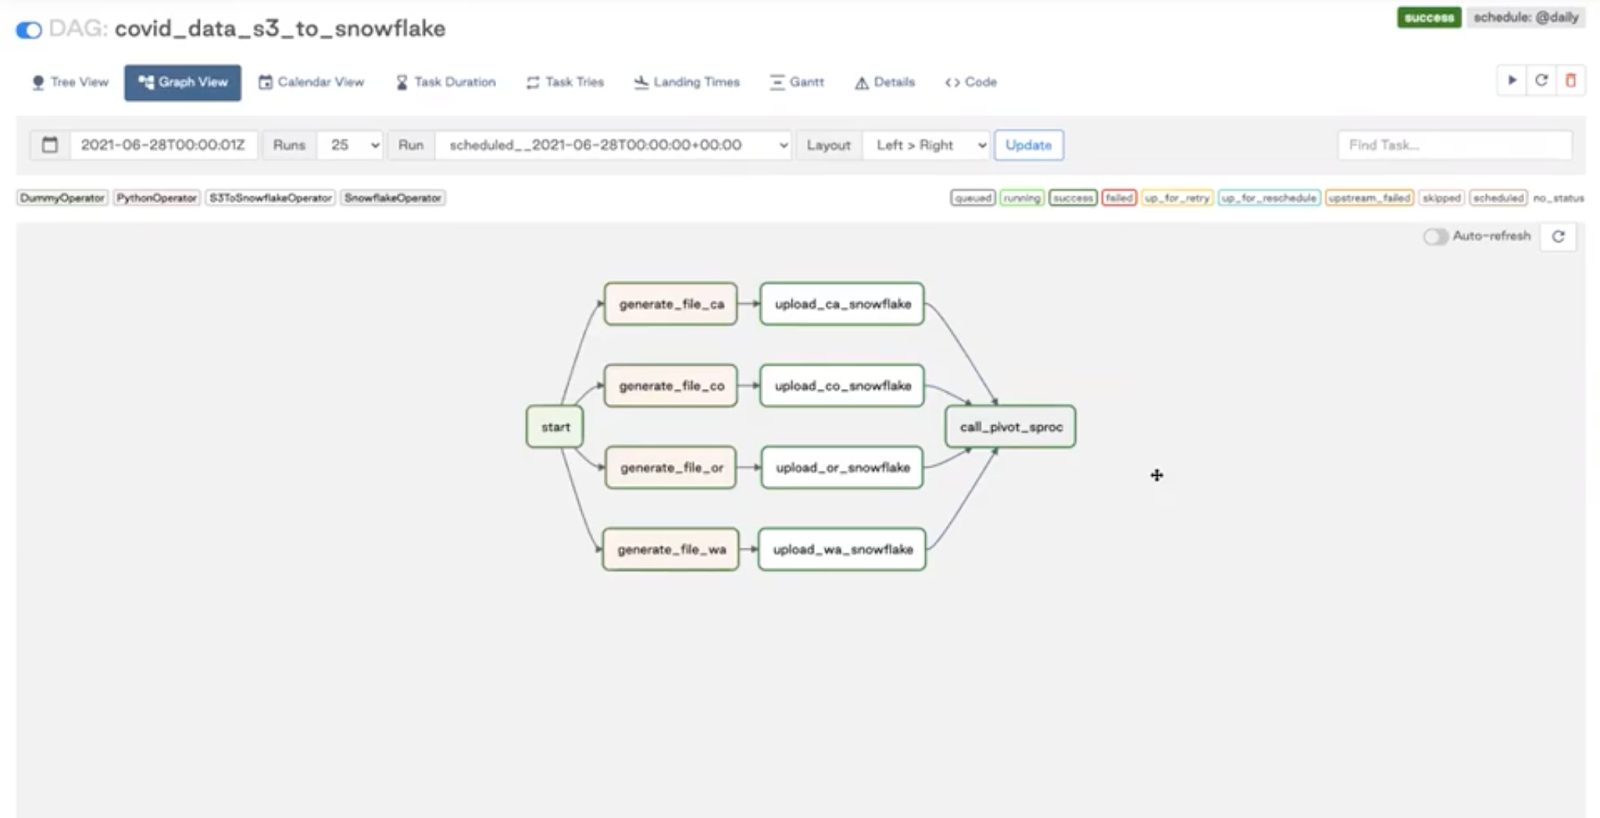 DAG: covid_data_s3_to_snowflake
success
schedule: @daily
Tree View
Graph View
Calendar View
Task Duration
Task Tries
Landing Times
Gantt
Details
<> Code
2021-06-28T00:00:01Z
Runs
25
Run
scheduled__2021-06-28T00:00:00+00:00
Layout
Left > Right
Update
Find Task...
DummyOperator
PythonOperator
S3ToSnowflakeOperator
SnowflakeOperator
queued
running
success
failed
up_for_retry
up_for_reschedule
upstream_failed
skipped
scheduled
no_status
Auto-refresh
generate_file_ca
upload_ca_snowflake
generate_file_co
upload_co_snowflake
start
call_pivot_sproc
generate_file_or
upload_or_snowflake
generate_file_wa
upload_wa_snowflake